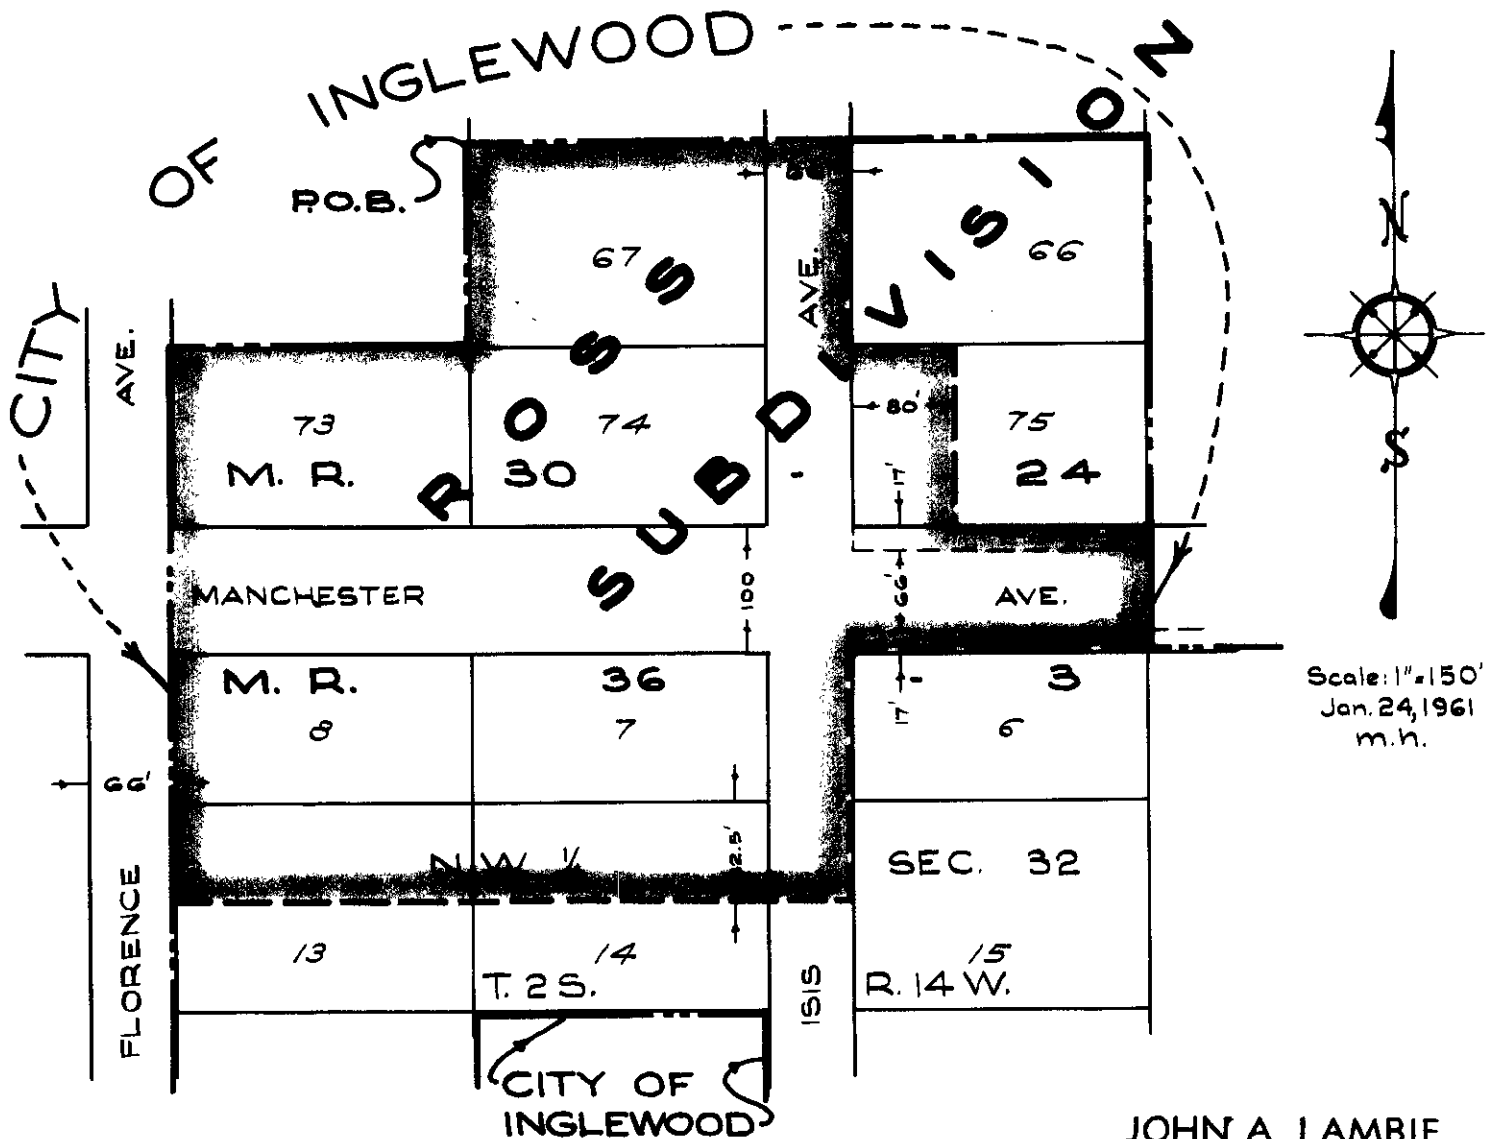 CITY OF INGLEWOOD
ROSS SUBDIVISION
P.O.B.
67
66
AVE.
AVE.
73
74
75
80'
M. R. 30 - 24
17'
MANCHESTER AVE.
100
66'
M. R. 36 - 3
17'
8
7
6
66'
N.W. 1/
SEC. 32
2.5'
13
14
15
T. 2 S.
R. 14 W.
FLORENCE
ISIS
CITY OF
INGLEWOOD
N
S
Scale: 1"=150'
Jan. 24, 1961
m.h.
JOHN A. LAMBIE